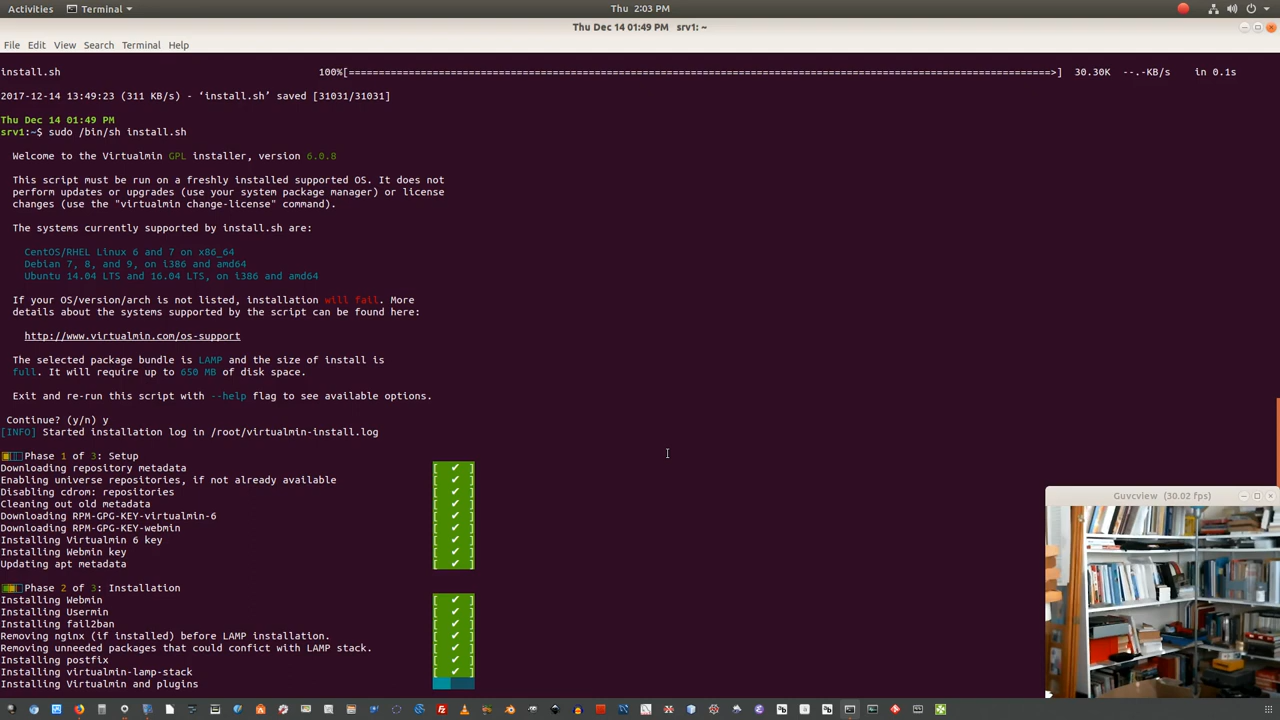 Activities Terminal Thu 2:03 PM
Thu Dec 14 01:49 PM srv1: ~
File Edit View Search Terminal Help
install.sh 100%[======================================================================================================================>] 30.30K --.-KB/s in 0.1s
2017-12-14 13:49:23 (311 KB/s) - ‘install.sh’ saved [31031/31031]
Thu Dec 14 01:49 PM
srv1:~$ sudo /bin/sh install.sh
Welcome to the Virtualmin GPL installer, version 6.0.8
This script must be run on a freshly installed supported OS. It does not
perform updates or upgrades (use your system package manager) or license
changes (use the "virtualmin change-license" command).
The systems currently supported by install.sh are:
CentOS/RHEL Linux 6 and 7 on x86_64
Debian 7, 8, and 9, on i386 and amd64
Ubuntu 14.04 LTS and 16.04 LTS, on i386 and amd64
If your OS/version/arch is not listed, installation will fail. More
details about the systems supported by the script can be found here:
http://www.virtualmin.com/os-support
The selected package bundle is LAMP and the size of install is
full. It will require up to 650 MB of disk space.
Exit and re-run this script with --help flag to see available options.
Continue? (y/n) y
[INFO] Started installation log in /root/virtualmin-install.log
Phase 1 of 3: Setup
Downloading repository metadata [ ✔ ]
Enabling universe repositories, if not already available [ ✔ ]
Disabling cdrom: repositories [ ✔ ]
Cleaning out old metadata [ ✔ ]
Downloading RPM-GPG-KEY-virtualmin-6 [ ✔ ]
Downloading RPM-GPG-KEY-webmin [ ✔ ]
Installing Virtualmin 6 key [ ✔ ]
Installing Webmin key [ ✔ ]
Updating apt metadata [ ✔ ]
Phase 2 of 3: Installation
Installing Webmin [ ✔ ]
Installing Usermin [ ✔ ]
Installing fail2ban [ ✔ ]
Removing nginx (if installed) before LAMP installation. [ ✔ ]
Removing unneeded packages that could confict with LAMP stack. [ ✔ ]
Installing postfix [ ✔ ]
Installing virtualmin-lamp-stack [ ✔ ]
Installing Virtualmin and plugins
Guvcview (30.02 fps)